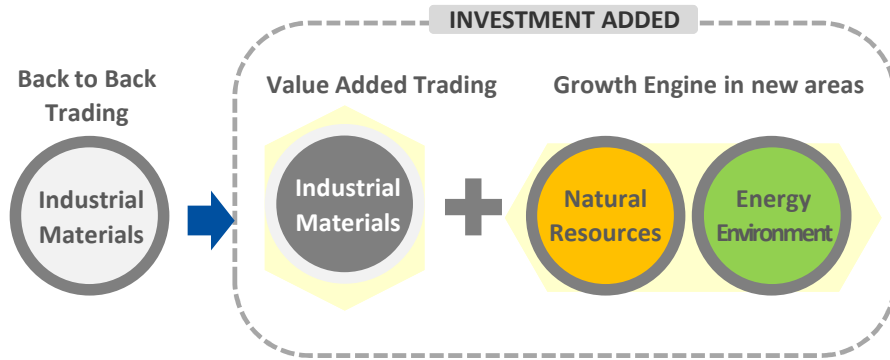 INVESTMENT ADDED
Back to Back
Trading
Industrial
Materials
Value Added Trading
Industrial
Materials
Growth Engine in new areas
Natural
Resources
Energy
Environment